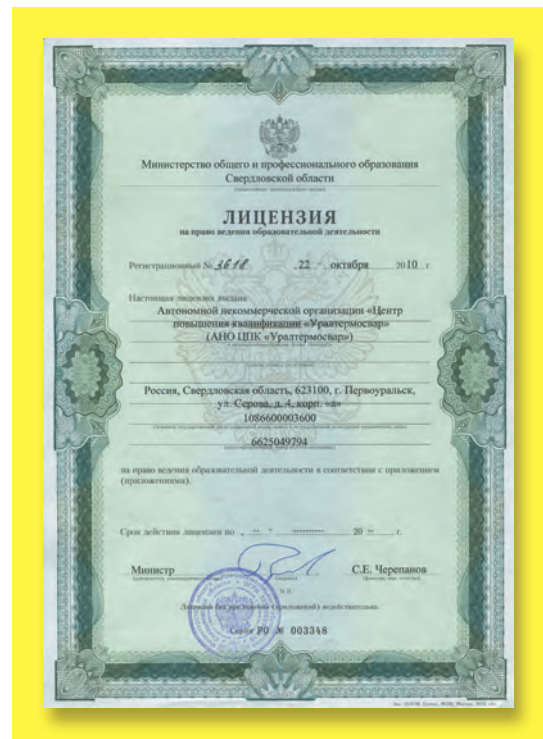 Министерство общего и профессионального образования
Свердловской области
ЛИЦЕНЗИЯ
на право ведения образовательной деятельности
Регистрационный № 3618 „ 22 “ октября 2010 г.
Настоящая лицензия выдана
Автономной некоммерческой организации «Центр
повышения квалификации «Уралтермосвар»
(АНО ЦПК «Уралтермосвар»)
Россия, Свердловская область, 623100, г. Первоуральск,
ул. Серова, д. 4, корп. «а»
1086600003600
6625049794
на право ведения образовательной деятельности в соответствии с приложением
(приложениями).
Срок действия лицензии по „ -- “ ---------- 20 -- г.
Министр С.Е. Черепанов
М.П.
Лицензия без приложения (приложений) недействительна.
Серия РО № 003348